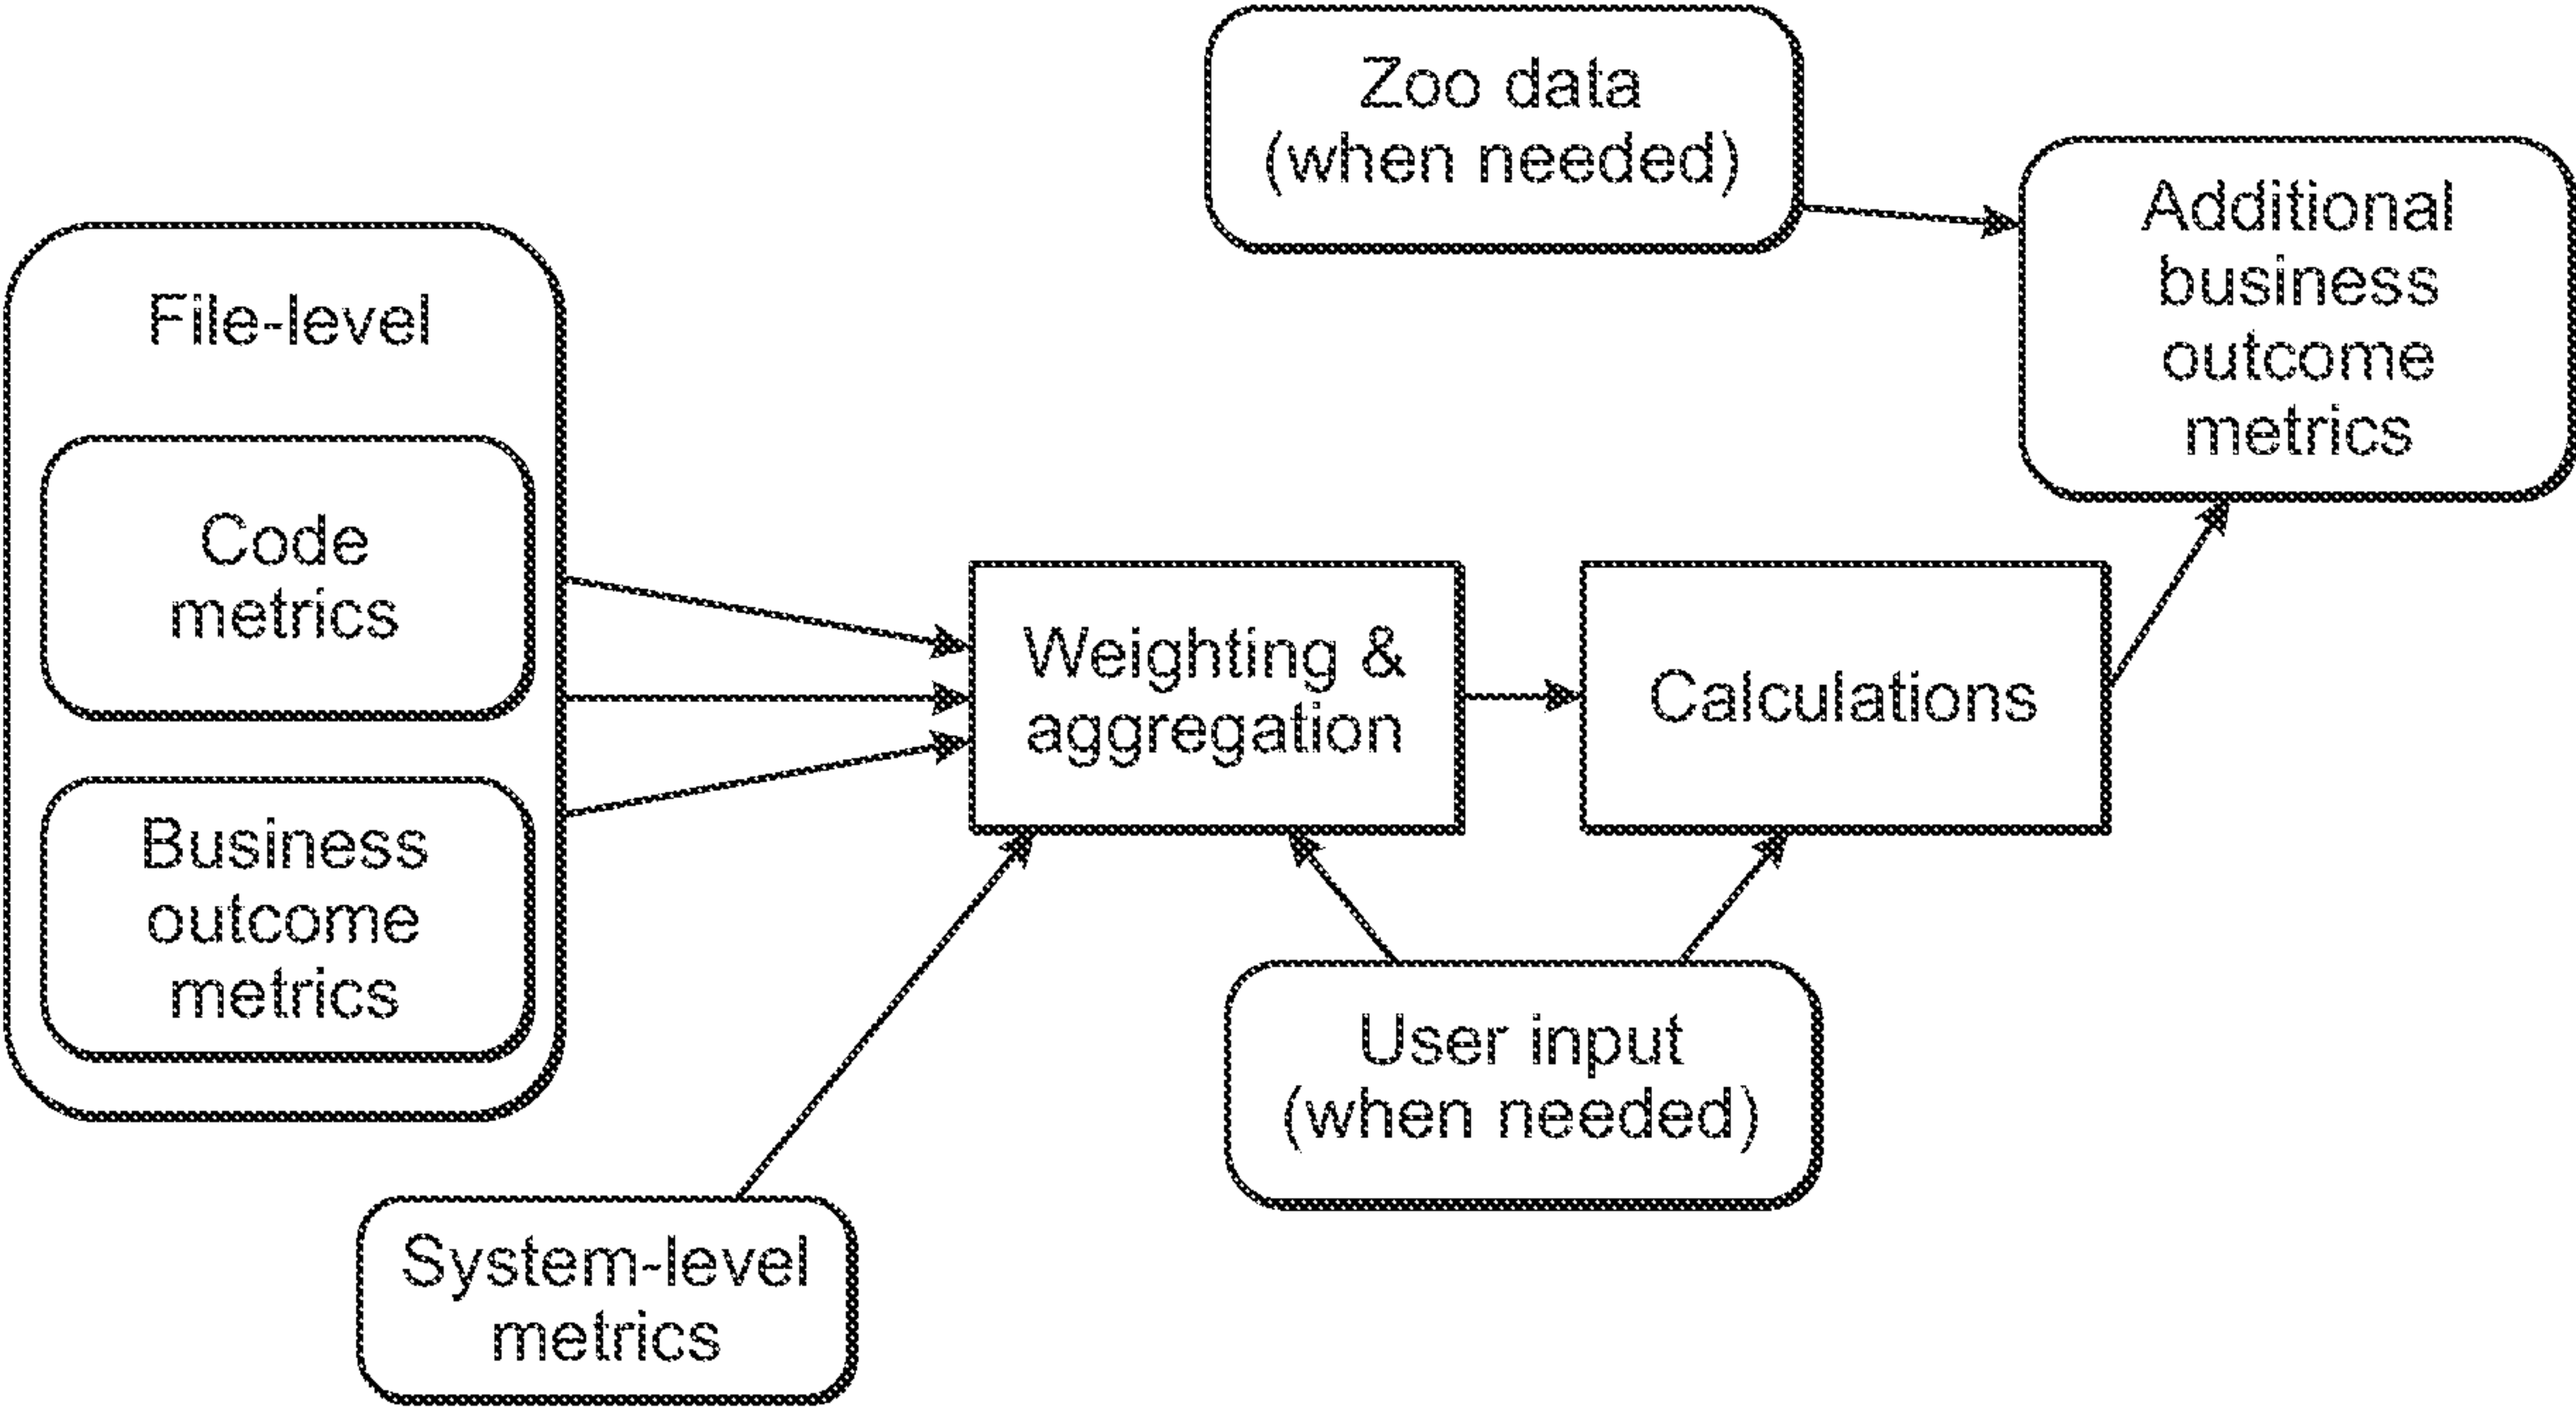 Zoo data
(when needed)
Additional
business
outcome
metrics
File-level
Code
metrics
Business
outcome
metrics
Weighting &
aggregation
Calculations
User input
(when needed)
System-level
metrics